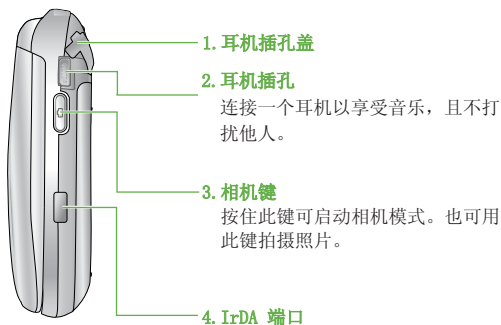 1. 耳机插孔盖
2. 耳机插孔
连接一个耳机以享受音乐，且不打
扰他人。
3. 相机键
按住此键可启动相机模式。也可用
此键拍摄照片。
4. IrDA 端口